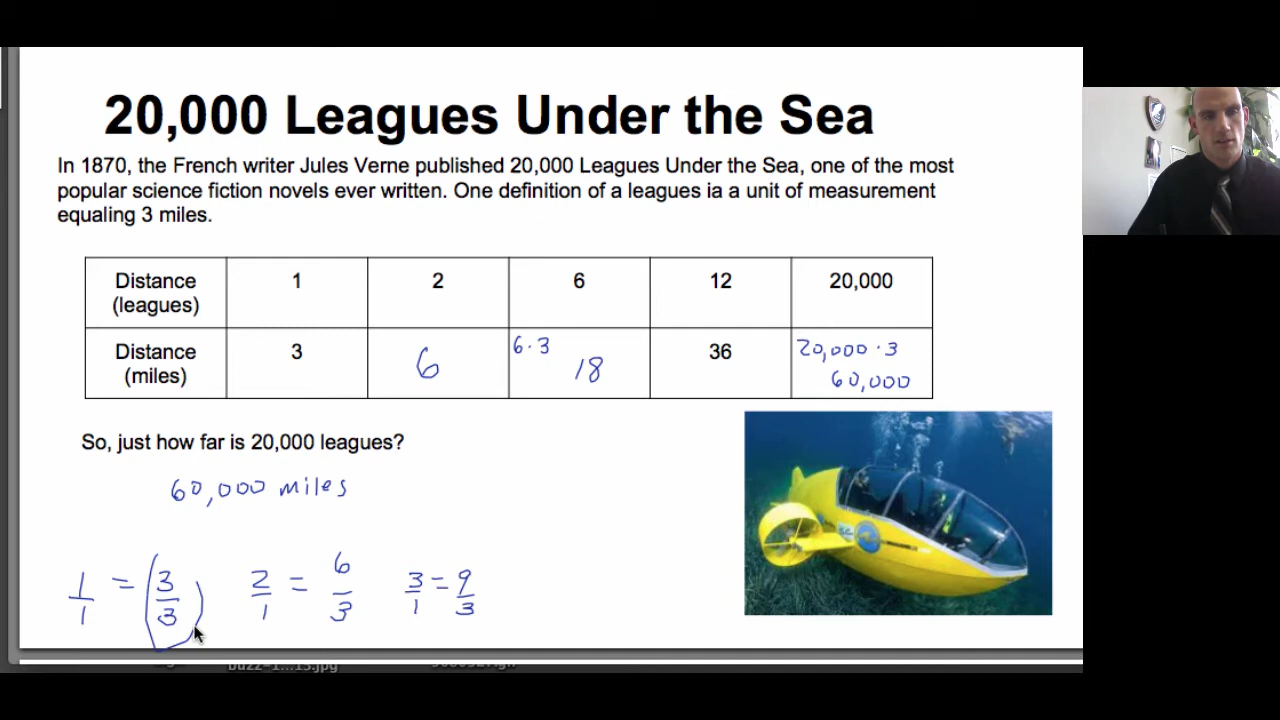 20,000 Leagues Under the Sea
In 1870, the French writer Jules Verne published 20,000 Leagues Under the Sea, one of the most
popular science fiction novels ever written. One definition of a leagues ia a unit of measurement
equaling 3 miles.
Distance (leagues) 1 2 6 12 20,000
Distance (miles) 3 6 6·3 18 36 20,000·3 60,000
So, just how far is 20,000 leagues?
60,000 miles
1/1 = 3/3 2/1 = 6/3 3/1 = 9/3